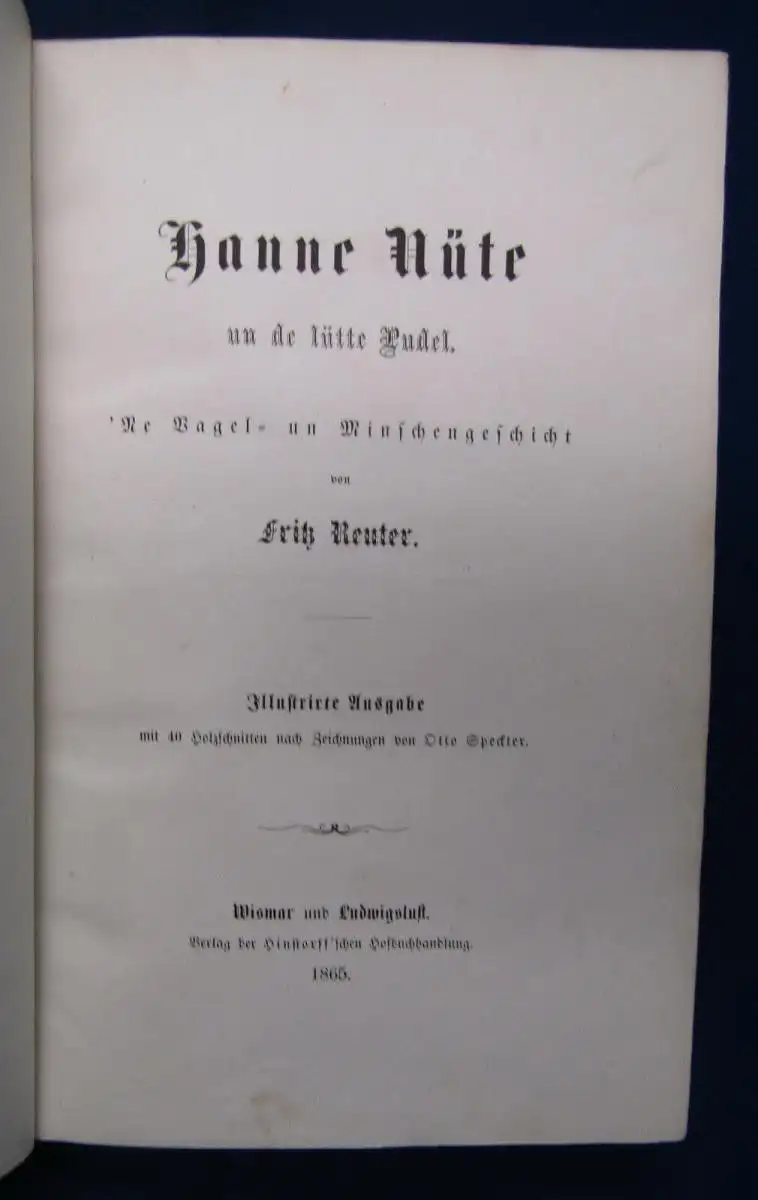 Hanne Nüte
un de lütte Pudel.
'Ne Vagel- un Minschengeschicht
von
Fritz Reuter.
Illustrirte Ausgabe
mit 40 Holzschnitten nach Zeichnungen von Otto Speckter.
Wismar und Ludwigslust.
Verlag der Hinstorff'schen Hofbuchhandlung.
1865.